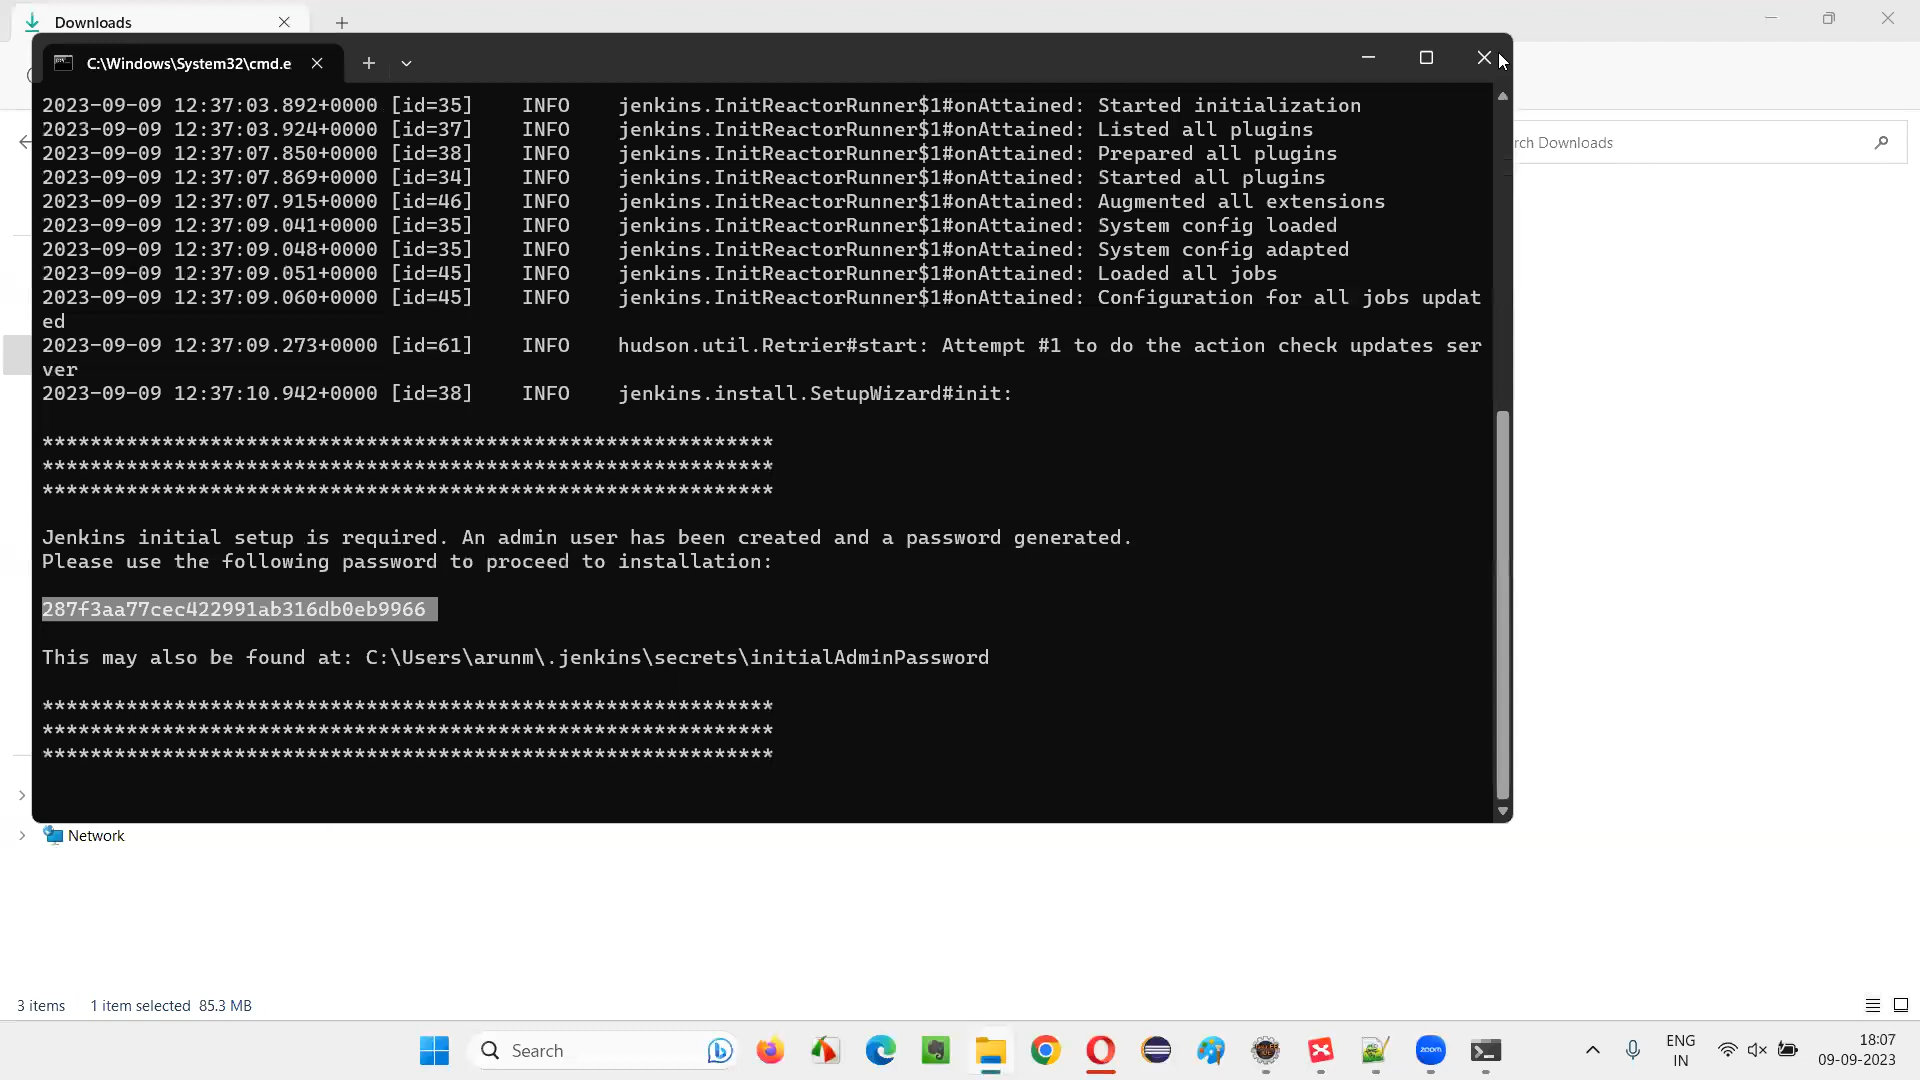 Downloads
C:\Windows\System32\cmd.e
2023-09-09 12:37:03.892+0000 [id=35] INFO jenkins.InitReactorRunner$1#onAttained: Started initialization
2023-09-09 12:37:03.924+0000 [id=37] INFO jenkins.InitReactorRunner$1#onAttained: Listed all plugins
2023-09-09 12:37:07.850+0000 [id=38] INFO jenkins.InitReactorRunner$1#onAttained: Prepared all plugins
2023-09-09 12:37:07.869+0000 [id=34] INFO jenkins.InitReactorRunner$1#onAttained: Started all plugins
2023-09-09 12:37:07.915+0000 [id=46] INFO jenkins.InitReactorRunner$1#onAttained: Augmented all extensions
2023-09-09 12:37:09.041+0000 [id=35] INFO jenkins.InitReactorRunner$1#onAttained: System config loaded
2023-09-09 12:37:09.048+0000 [id=35] INFO jenkins.InitReactorRunner$1#onAttained: System config adapted
2023-09-09 12:37:09.051+0000 [id=45] INFO jenkins.InitReactorRunner$1#onAttained: Loaded all jobs
2023-09-09 12:37:09.060+0000 [id=45] INFO jenkins.InitReactorRunner$1#onAttained: Configuration for all jobs updat
ed
2023-09-09 12:37:09.273+0000 [id=61] INFO hudson.util.Retrier#start: Attempt #1 to do the action check updates ser
ver
2023-09-09 12:37:10.942+0000 [id=38] INFO jenkins.install.SetupWizard#init:
*************************************************************
*************************************************************
*************************************************************
Jenkins initial setup is required. An admin user has been created and a password generated.
Please use the following password to proceed to installation:
287f3aa77cec422991ab316db0eb9966
This may also be found at: C:\Users\arunm\.jenkins\secrets\initialAdminPassword
*************************************************************
*************************************************************
*************************************************************
rch Downloads
Network
3 items 1 item selected 85.3 MB
Search
zoom
ENG
IN
18:07
09-09-2023